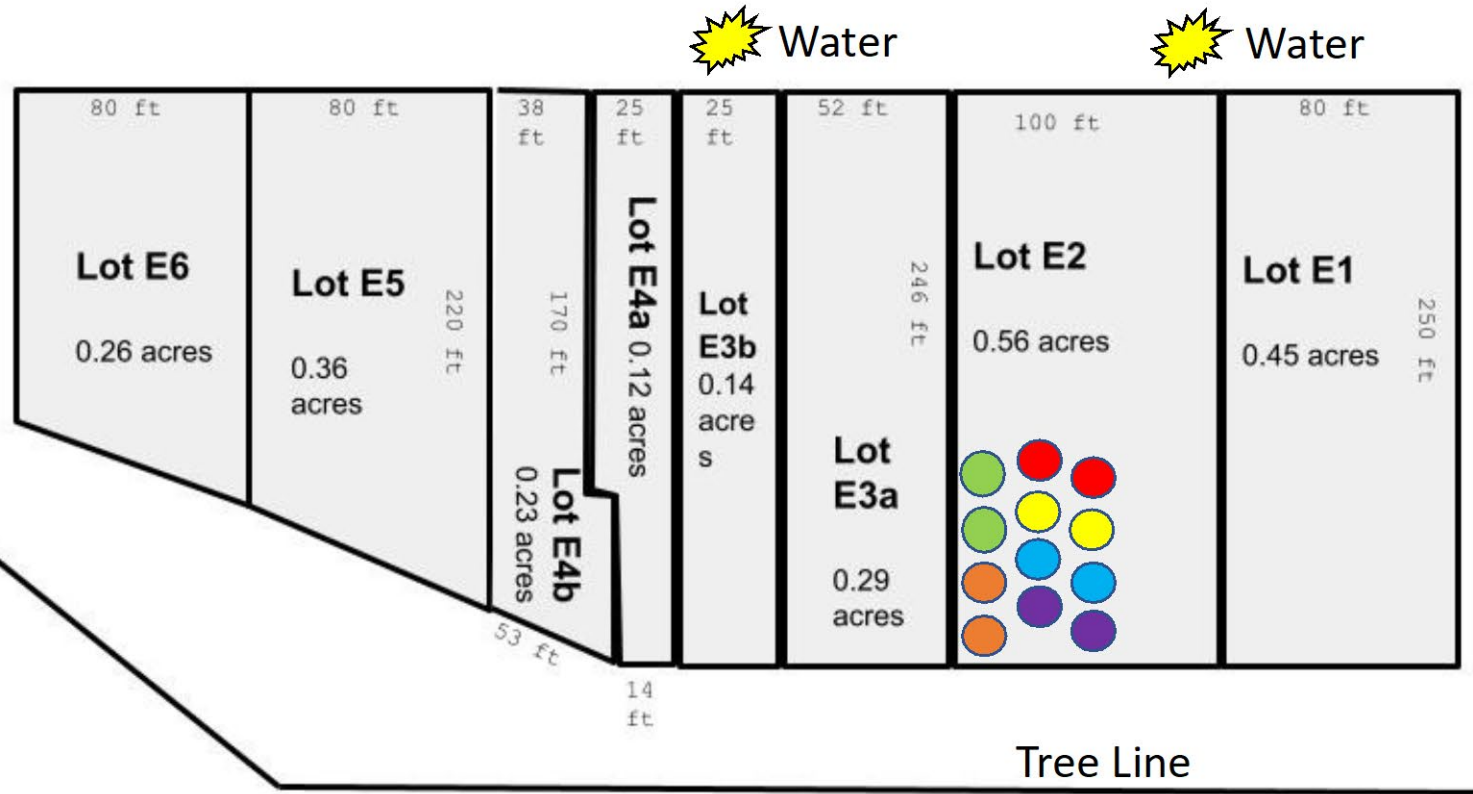 Water
Water
80 ft
80 ft
38
ft
25
ft
25
ft
52 ft
100 ft
80 ft
Lot E6
0.26 acres
Lot E5
0.36
acres
220 ft
170 ft
Lot E4b
0.23 acres
53 ft
Lot E4a 0.12 acres
14
ft
Lot
E3b
0.14
acre
s
Lot
E3a
0.29
acres
246 ft
Lot E2
0.56 acres
Lot E1
0.45 acres
250 ft
Tree Line